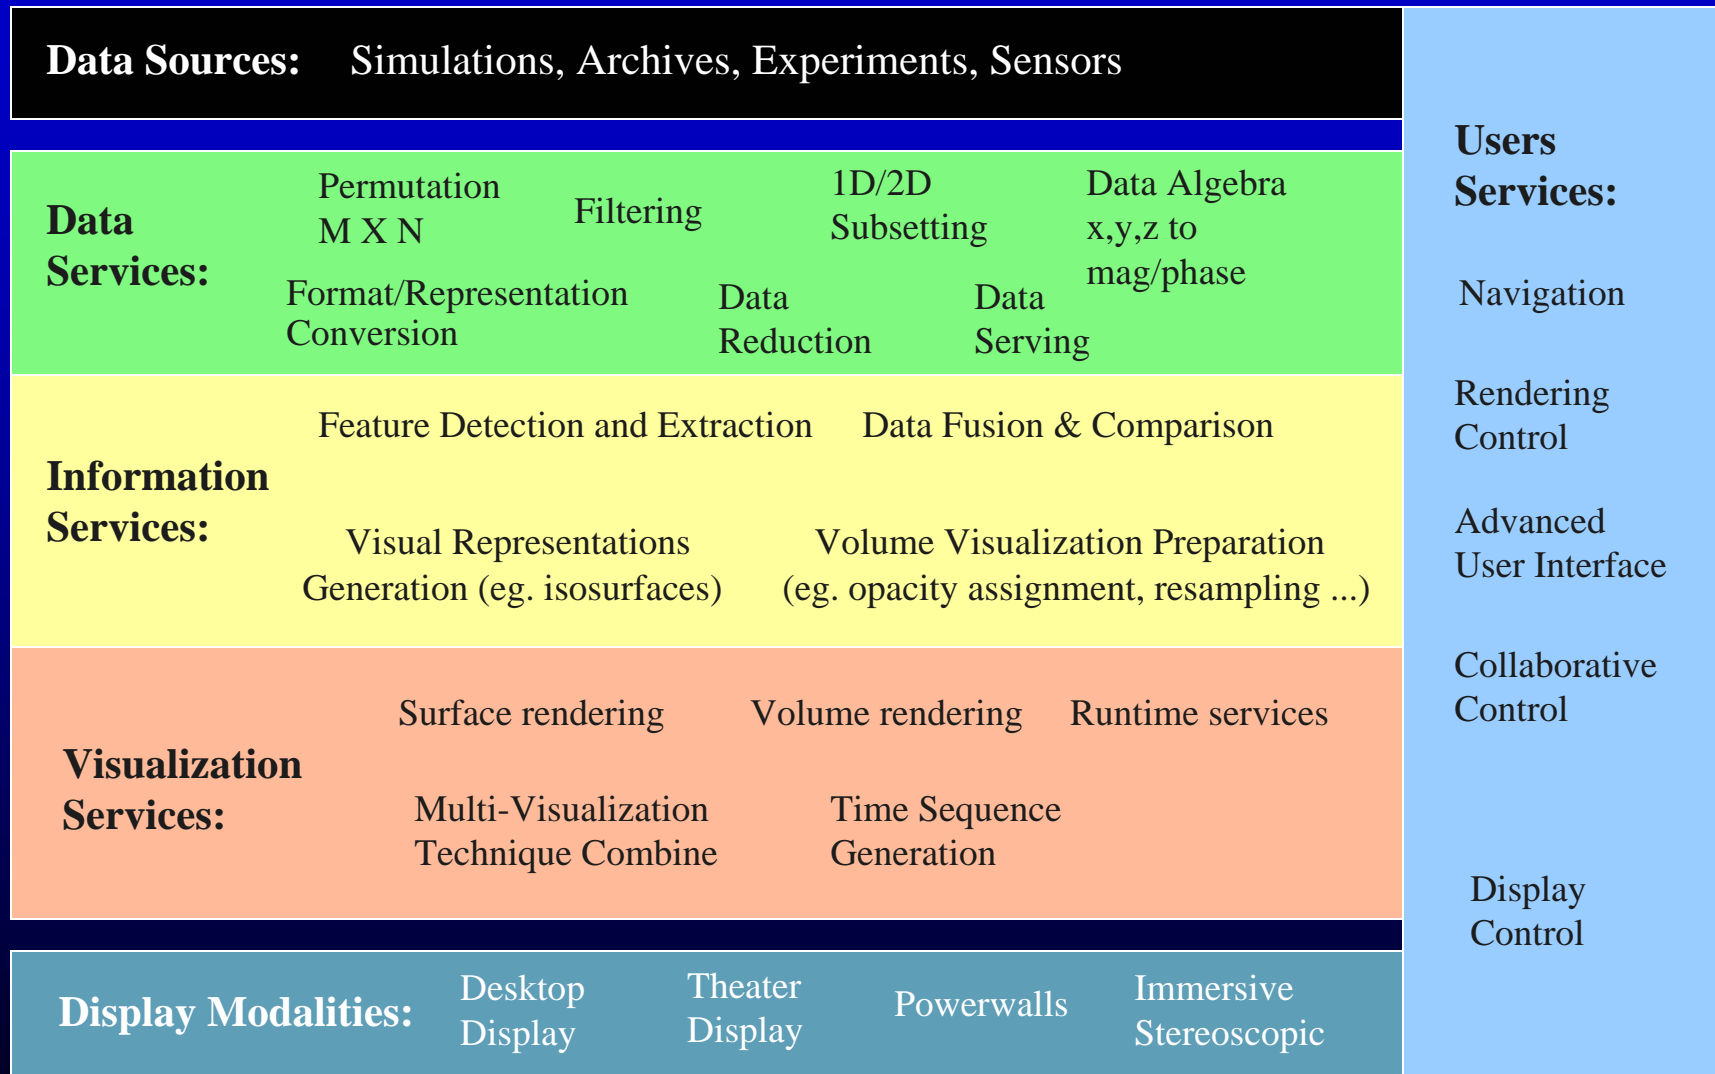 Data Sources: Simulations, Archives, Experiments, Sensors
Data
Services:
Permutation
M X N
Filtering
1D/2D
Subsetting
Data Algebra
x,y,z to
mag/phase
Format/Representation
Conversion
Data
Reduction
Data
Serving
Information
Services:
Feature Detection and Extraction
Data Fusion & Comparison
Visual Representations
Generation (eg. isosurfaces)
Volume Visualization Preparation
(eg. opacity assignment, resampling ...)
Visualization
Services:
Surface rendering
Volume rendering
Runtime services
Multi-Visualization
Technique Combine
Time Sequence
Generation
Display Modalities:
Desktop
Display
Theater
Display
Powerwalls
Immersive
Stereoscopic
Users
Services:
Navigation
Rendering
Control
Advanced
User Interface
Collaborative
Control
Display
Control